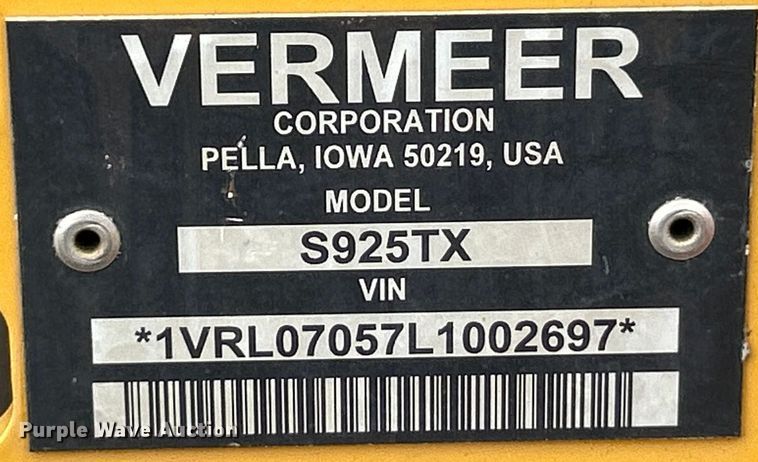 VERMEER
CORPORATION
PELLA, IOWA 50219, USA
MODEL
S925TX
VIN
*1VRL07057L1002697*
Purple Wave Auction